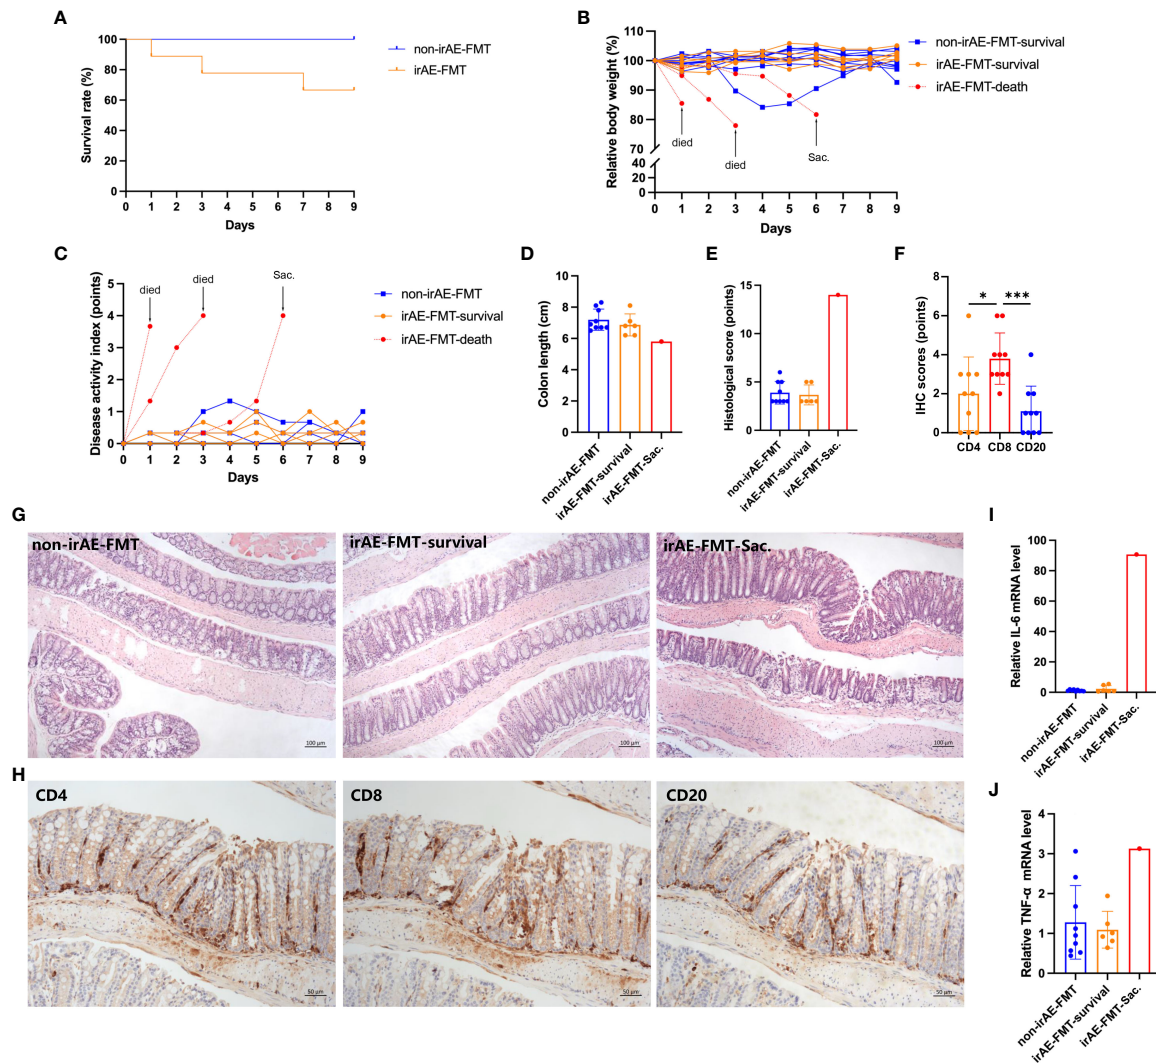 A
Survival rate (%)
100
80
60
40
20
0
0 1 2 3 4 5 6 7 8 9
Days
non-irAE-FMT
irAE-FMT
B
Relative body weight (%)
110
100
90
80
70
40
20
0
0 1 2 3 4 5 6 7 8 9
Days
died
died
Sac.
non-irAE-FMT-survival
irAE-FMT-survival
irAE-FMT-death
C
Disease activity index (points)
5
4
3
2
1
0
0 1 2 3 4 5 6 7 8 9
Days
died
died
Sac.
non-irAE-FMT
irAE-FMT-survival
irAE-FMT-death
D
Colon length (cm)
10
8
6
4
2
0
non-irAE-FMT
irAE-FMT-survival
irAE-FMT-Sac.
E
Histological score (points)
15
10
5
0
non-irAE-FMT
irAE-FMT-survival
irAE-FMT-Sac.
F
IHC scores (points)
8
6
4
2
0
* ***
CD4 CD8 CD20
G
non-irAE-FMT
100 μm
irAE-FMT-survival
100 μm
irAE-FMT-Sac.
100 μm
H
CD4
50 μm
CD8
50 μm
CD20
50 μm
I
Relative IL-6 mRNA level
100
80
60
40
20
0
non-irAE-FMT
irAE-FMT-survival
irAE-FMT-Sac.
J
Relative TNF-α mRNA level
4
3
2
1
0
non-irAE-FMT
irAE-FMT-survival
irAE-FMT-Sac.